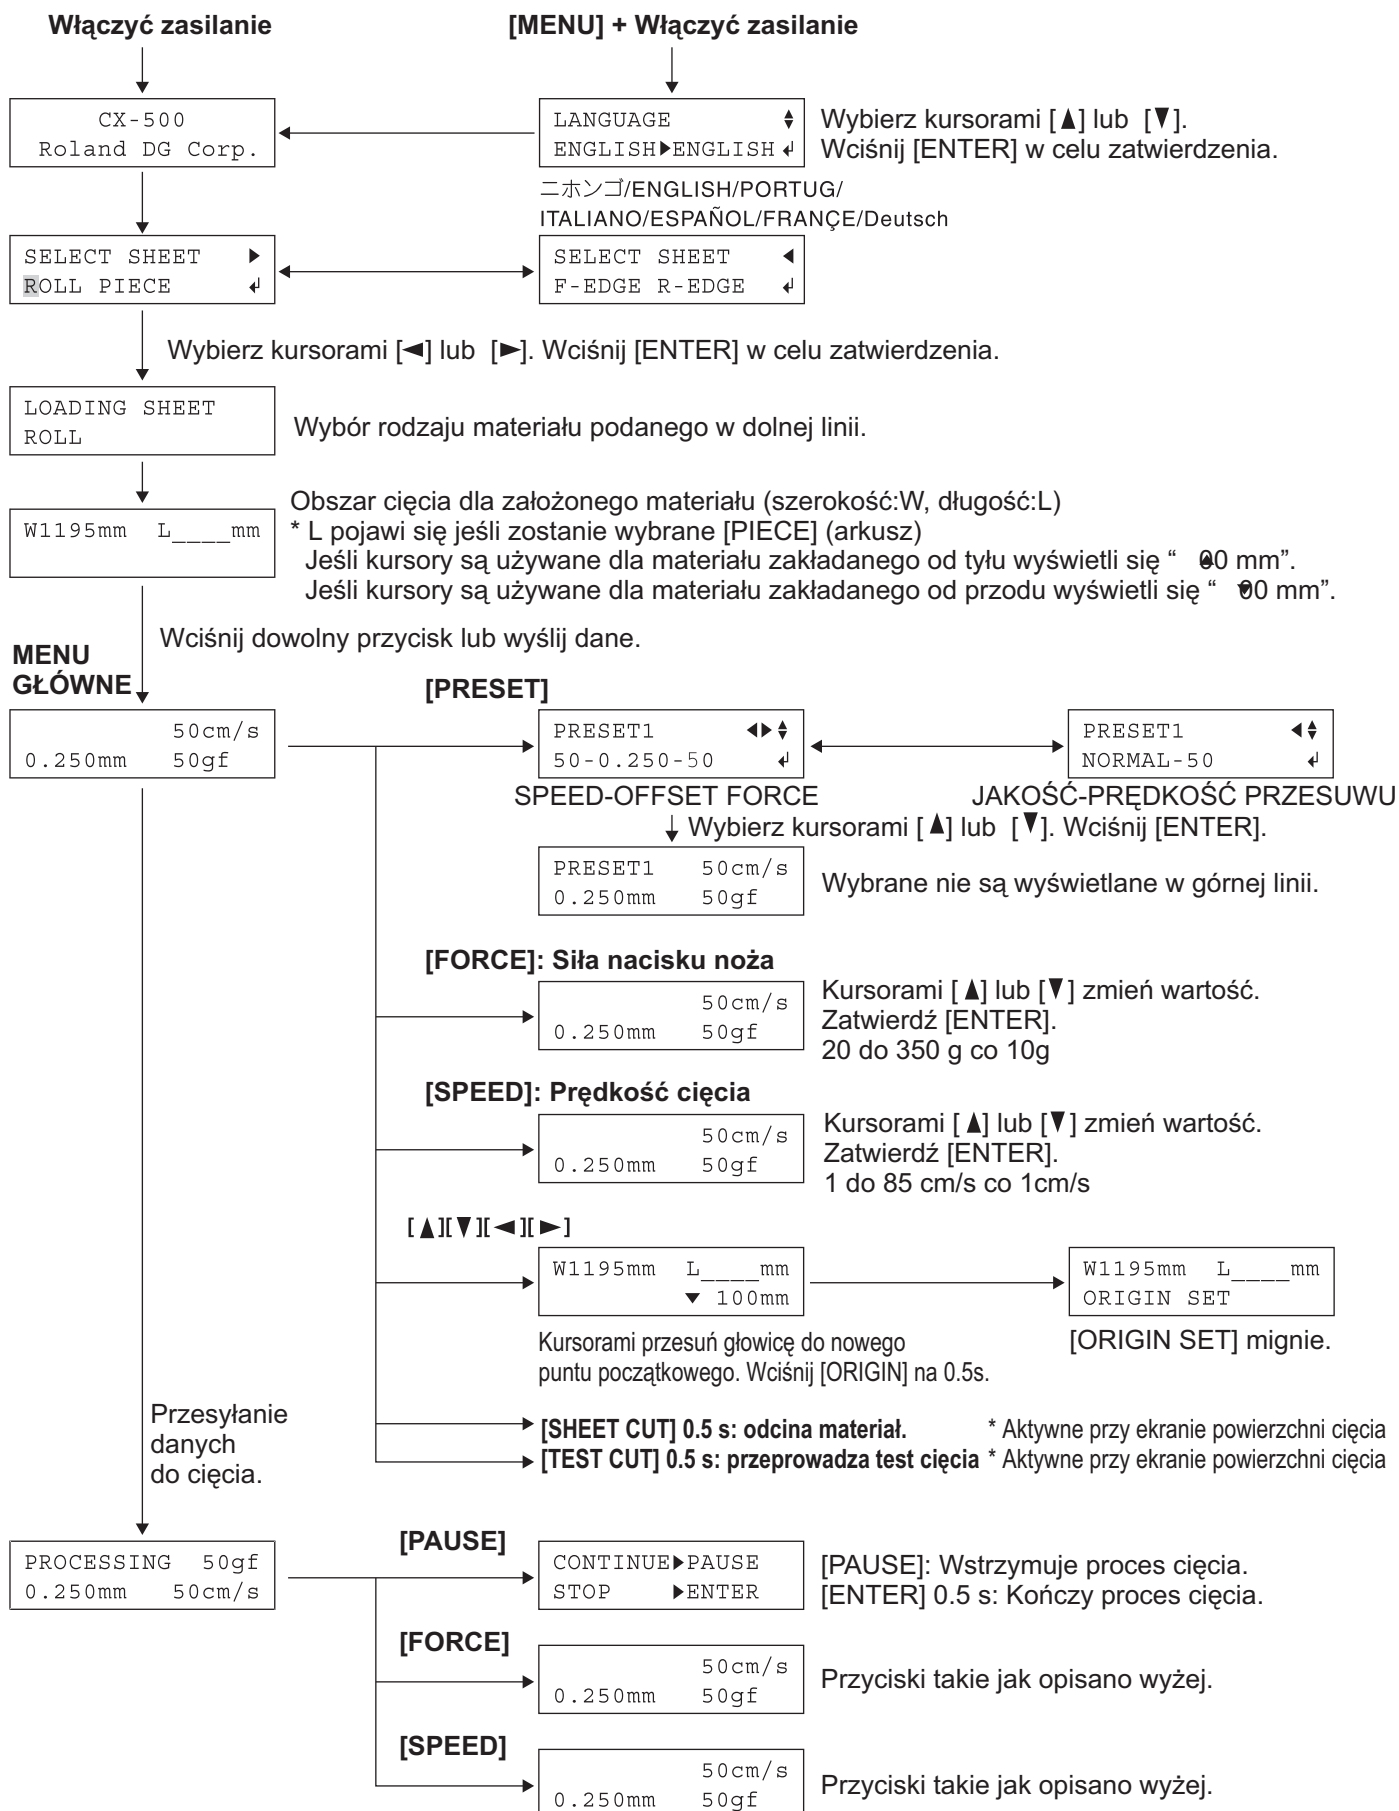 Włączyć zasilanie
[MENU] + Włączyć zasilanie
CX-500
Roland DG Corp.
LANGUAGE
ENGLISH▶ENGLISH
Wybierz kursorami [▲] lub [▼].
Wciśnij [ENTER] w celu zatwierdzenia.
ニホンゴ/ENGLISH/PORTUG/
ITALIANO/ESPAÑOL/FRANÇE/Deutsch
SELECT SHEET ▶
ROLL PIECE
SELECT SHEET ◀
F-EDGE R-EDGE
Wybierz kursorami [◄] lub [►]. Wciśnij [ENTER] w celu zatwierdzenia.
LOADING SHEET
ROLL
Wybór rodzaju materiału podanego w dolnej linii.
W1195mm L____mm
Obszar cięcia dla założonego materiału (szerokość:W, długość:L)
* L pojawi się jeśli zostanie wybrane [PIECE] (arkusz)
Jeśli kursory są używane dla materiału zakładanego od tyłu wyświetli się “ ▲00 mm”.
Jeśli kursory są używane dla materiału zakładanego od przodu wyświetli się “ ▼00 mm”.
Wciśnij dowolny przycisk lub wyślij dane.
MENU
GŁÓWNE
50cm/s
0.250mm 50gf
[PRESET]
PRESET1
50-0.250-50
SPEED-OFFSET FORCE
PRESET1
NORMAL-50
JAKOŚĆ-PRĘDKOŚĆ PRZESUWU
Wybierz kursorami [▲] lub [▼]. Wciśnij [ENTER].
PRESET1 50cm/s
0.250mm 50gf
Wybrane nie są wyświetlane w górnej linii.
[FORCE]: Siła nacisku noża
50cm/s
0.250mm 50gf
Kursorami [▲] lub [▼] zmień wartość.
Zatwierdź [ENTER].
20 do 350 g co 10g
[SPEED]: Prędkość cięcia
50cm/s
0.250mm 50gf
Kursorami [▲] lub [▼] zmień wartość.
Zatwierdź [ENTER].
1 do 85 cm/s co 1cm/s
[▲][▼][◄][►]
W1195mm L____mm
▼ 100mm
Kursorami przesuń głowicę do nowego
puntu początkowego. Wciśnij [ORIGIN] na 0.5s.
W1195mm L____mm
ORIGIN SET
[ORIGIN SET] mignie.
[SHEET CUT] 0.5 s: odcina materiał. * Aktywne przy ekranie powierzchni cięcia
[TEST CUT] 0.5 s: przeprowadza test cięcia * Aktywne przy ekranie powierzchni cięcia
Przesyłanie
danych
do cięcia.
PROCESSING 50gf
0.250mm 50cm/s
[PAUSE]
CONTINUE▶PAUSE
STOP ▶ENTER
[PAUSE]: Wstrzymuje proces cięcia.
[ENTER] 0.5 s: Kończy proces cięcia.
[FORCE]
50cm/s
0.250mm 50gf
Przyciski takie jak opisano wyżej.
[SPEED]
50cm/s
0.250mm 50gf
Przyciski takie jak opisano wyżej.